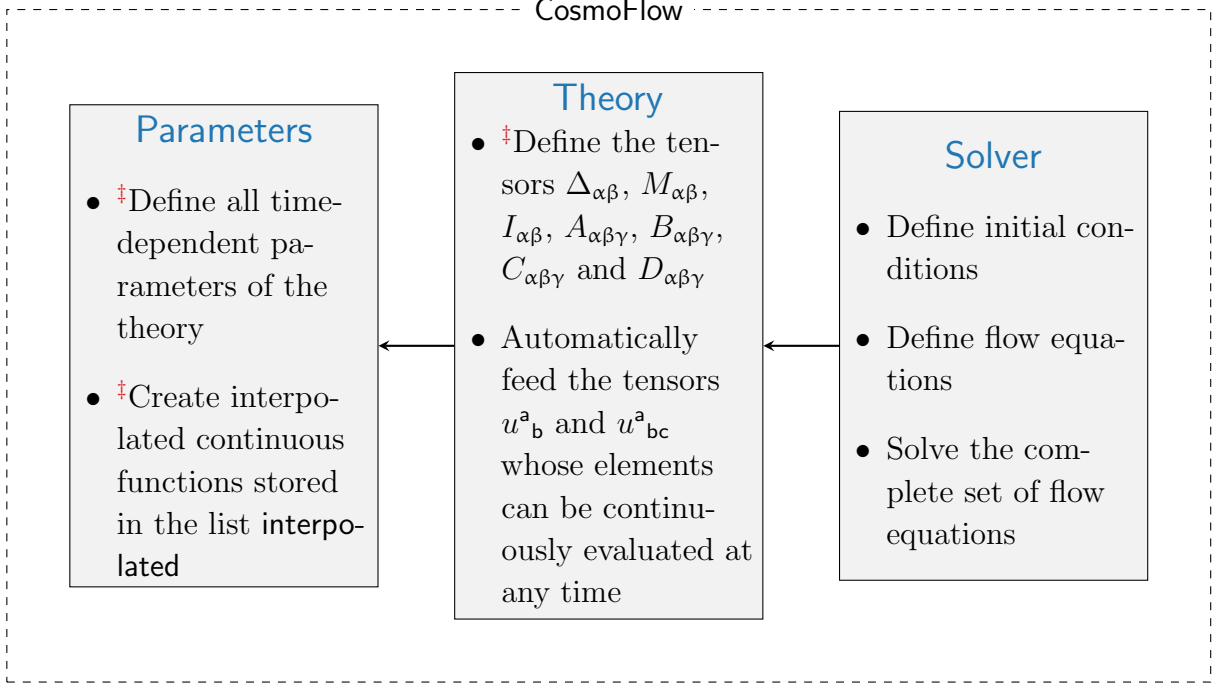 CosmoFlow
Parameters
• ‡Define all time-
dependent pa-
rameters of the
theory
• ‡Create interpo-
lated continuous
functions stored
in the list interpo-
lated
Theory
• ‡Define the ten-
sors Δαβ, Mαβ,
Iαβ, Aαβγ, Bαβγ,
Cαβγ and Dαβγ
• Automatically
feed the tensors
uᵃb and uᵃbc
whose elements
can be continu-
ously evaluated at
any time
Solver
• Define initial con-
ditions
• Define flow equa-
tions
• Solve the com-
plete set of flow
equations